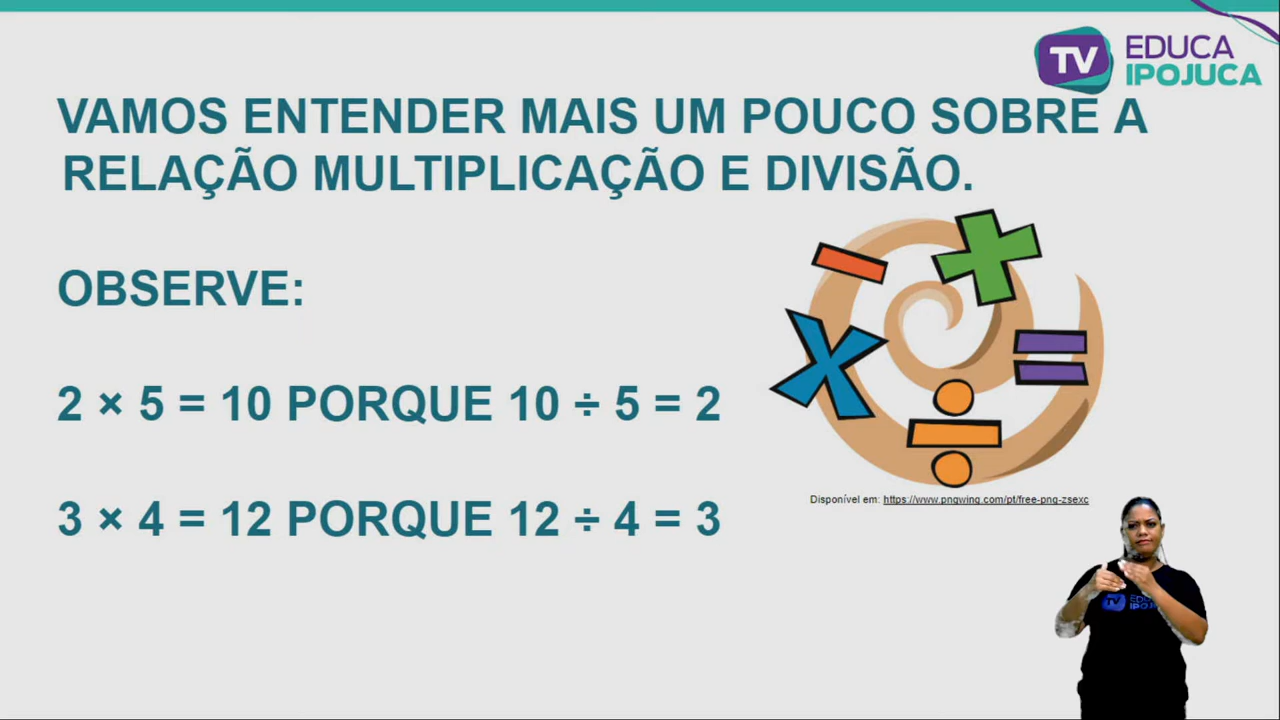 TV EDUCA
IPOJUCA
VAMOS ENTENDER MAIS UM POUCO SOBRE A
RELAÇÃO MULTIPLICAÇÃO E DIVISÃO.
OBSERVE:
2 × 5 = 10 PORQUE 10 ÷ 5 = 2
3 × 4 = 12 PORQUE 12 ÷ 4 = 3
Disponível em: https://www.pngwing.com/pt/free-png-zsexc
TV